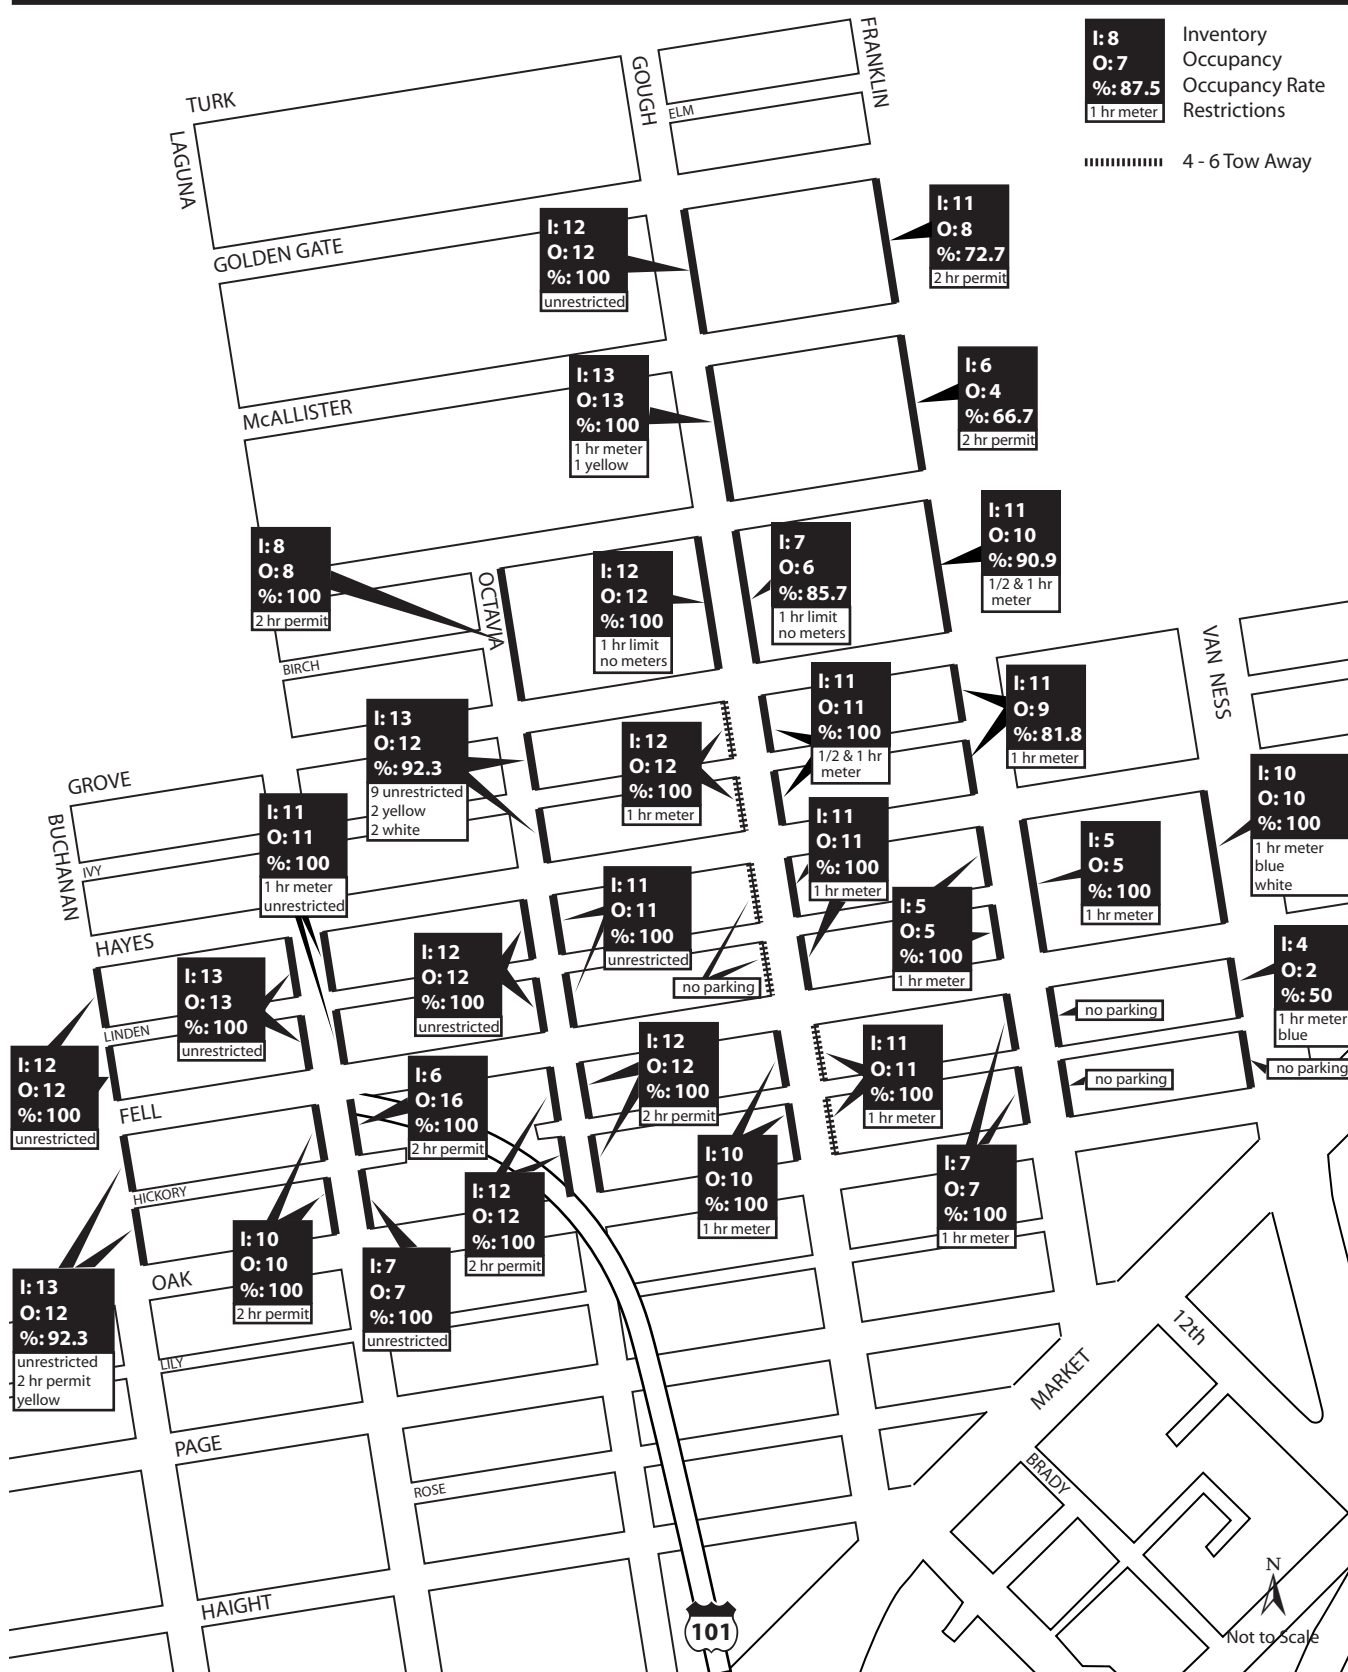 I: 8
O: 7
%: 87.5
1 hr meter
Inventory
Occupancy
Occupancy Rate
Restrictions
4 - 6 Tow Away
FRANKLIN
GOUGH
ELM
TURK
LAGUNA
GOLDEN GATE
I: 12
O: 12
%: 100
unrestricted
I: 11
O: 8
%: 72.7
2 hr permit
McALLISTER
I: 13
O: 13
%: 100
1 hr meter
1 yellow
I: 6
O: 4
%: 66.7
2 hr permit
I: 8
O: 8
%: 100
2 hr permit
OCTAVIA
I: 12
O: 12
%: 100
1 hr limit
no meters
I: 7
O: 6
%: 85.7
1 hr limit
no meters
I: 11
O: 10
%: 90.9
1/2 & 1 hr
meter
BIRCH
VAN NESS
I: 13
O: 12
%: 92.3
9 unrestricted
2 yellow
2 white
I: 12
O: 12
%: 100
1 hr meter
I: 11
O: 11
%: 100
1/2 & 1 hr
meter
I: 11
O: 9
%: 81.8
1 hr meter
GROVE
BUCHANAN
IVY
I: 11
O: 11
%: 100
1 hr meter
unrestricted
I: 11
O: 11
%: 100
1 hr meter
I: 5
O: 5
%: 100
1 hr meter
I: 10
O: 10
%: 100
1 hr meter
blue
white
HAYES
I: 11
O: 11
%: 100
unrestricted
I: 5
O: 5
%: 100
1 hr meter
I: 13
O: 13
%: 100
unrestricted
I: 12
O: 12
%: 100
unrestricted
no parking
I: 4
O: 2
%: 50
1 hr meter
blue
LINDEN
no parking
I: 12
O: 12
%: 100
unrestricted
FELL
I: 6
O: 16
%: 100
2 hr permit
I: 12
O: 12
%: 100
2 hr permit
I: 11
O: 11
%: 100
1 hr meter
no parking
no parking
HICKORY
I: 12
O: 12
%: 100
2 hr permit
I: 10
O: 10
%: 100
1 hr meter
I: 7
O: 7
%: 100
1 hr meter
I: 10
O: 10
%: 100
2 hr permit
I: 7
O: 7
%: 100
unrestricted
OAK
I: 13
O: 12
%: 92.3
unrestricted
2 hr permit
yellow
LILY
12th
MARKET
PAGE
BRADY
ROSE
HAIGHT
101
N
Not to Scale